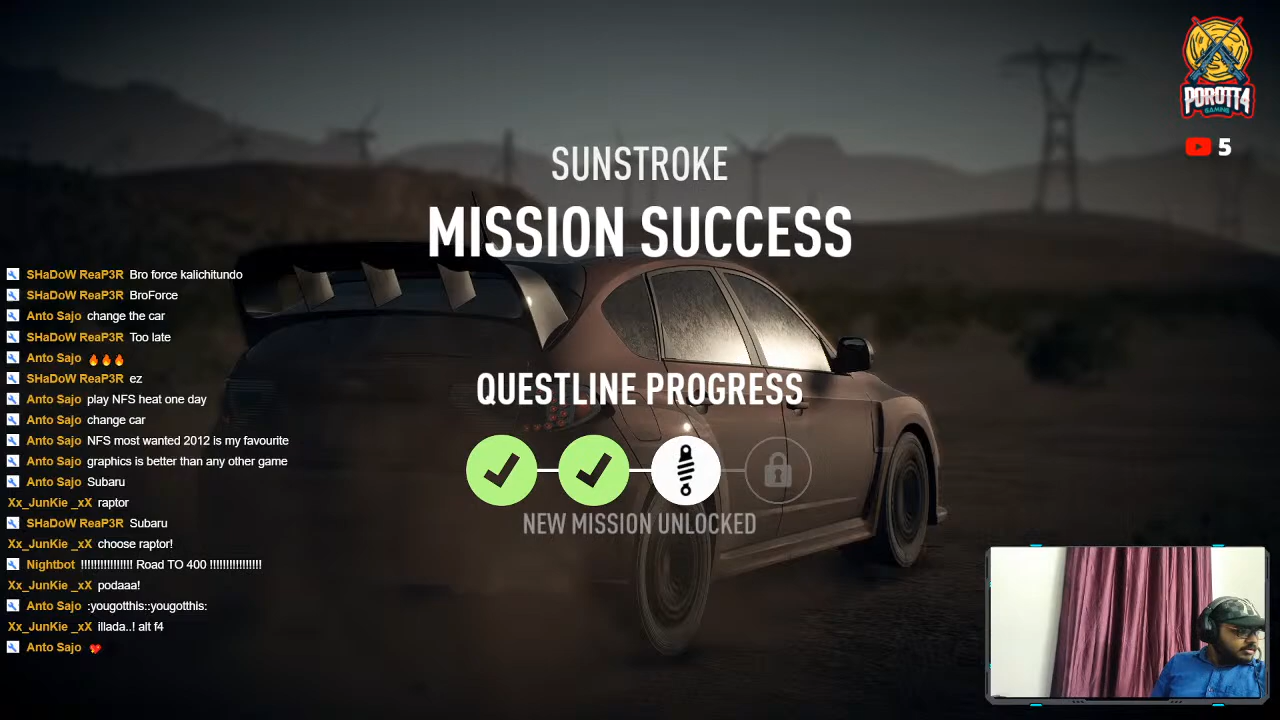 POROTT4
GAMING
5
SUNSTROKE
MISSION SUCCESS
SHaDoW ReaP3R Bro force kalichitundo
SHaDoW ReaP3R BroForce
Anto Sajo change the car
SHaDoW ReaP3R Too late
Anto Sajo 🔥🔥🔥
SHaDoW ReaP3R ez
Anto Sajo play NFS heat one day
Anto Sajo change car
Anto Sajo NFS most wanted 2012 is my favourite
Anto Sajo graphics is better than any other game
Anto Sajo Subaru
Xx_JunKie _xX raptor
SHaDoW ReaP3R Subaru
Xx_JunKie _xX choose raptor!
Nightbot !!!!!!!!!!!!!!! Road TO 400 !!!!!!!!!!!!!!!
Xx_JunKie _xX podaaa!
Anto Sajo :yougotthis::yougotthis:
Xx_JunKie _xX illada..! alt f4
Anto Sajo 💘
QUESTLINE PROGRESS
NEW MISSION UNLOCKED